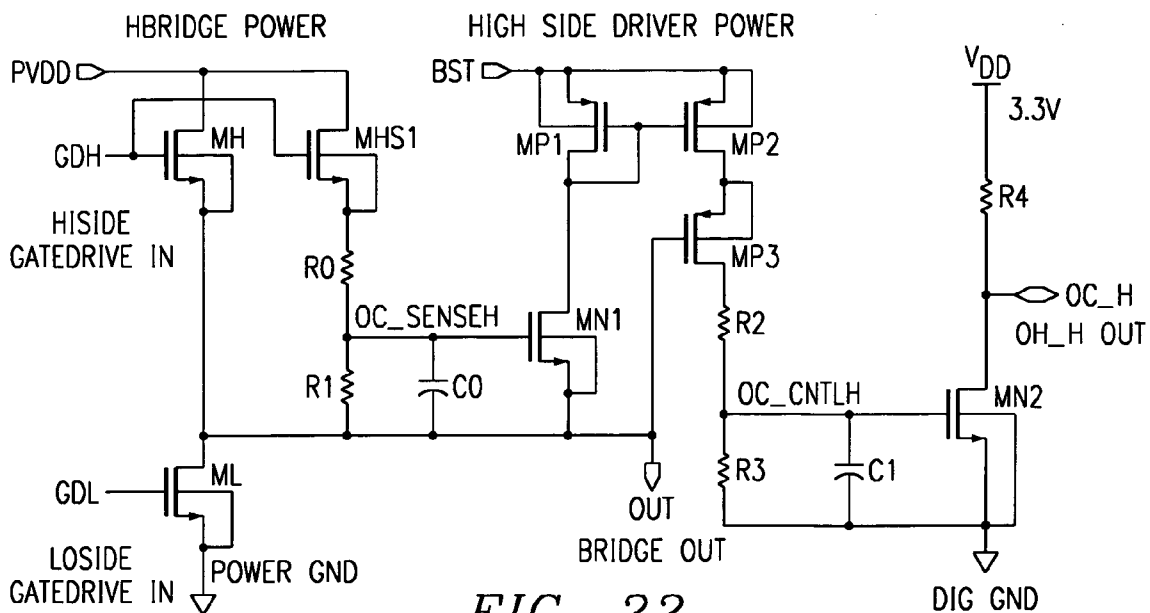 HBRIDGE POWER
HIGH SIDE DRIVER POWER
PVDD
BST
VDD
3.3V
MH
MHS1
MP1
MP2
GDH
R4
HISIDE
GATEDRIVE IN
MP3
R0
OC_SENSEH
MN1
R2
OC_H
OH_H OUT
R1
C0
OC_CNTLH
MN2
ML
GDL
R3
C1
OUT
BRIDGE OUT
LOSIDE
GATEDRIVE IN
POWER GND
DIG GND
FIG. 22